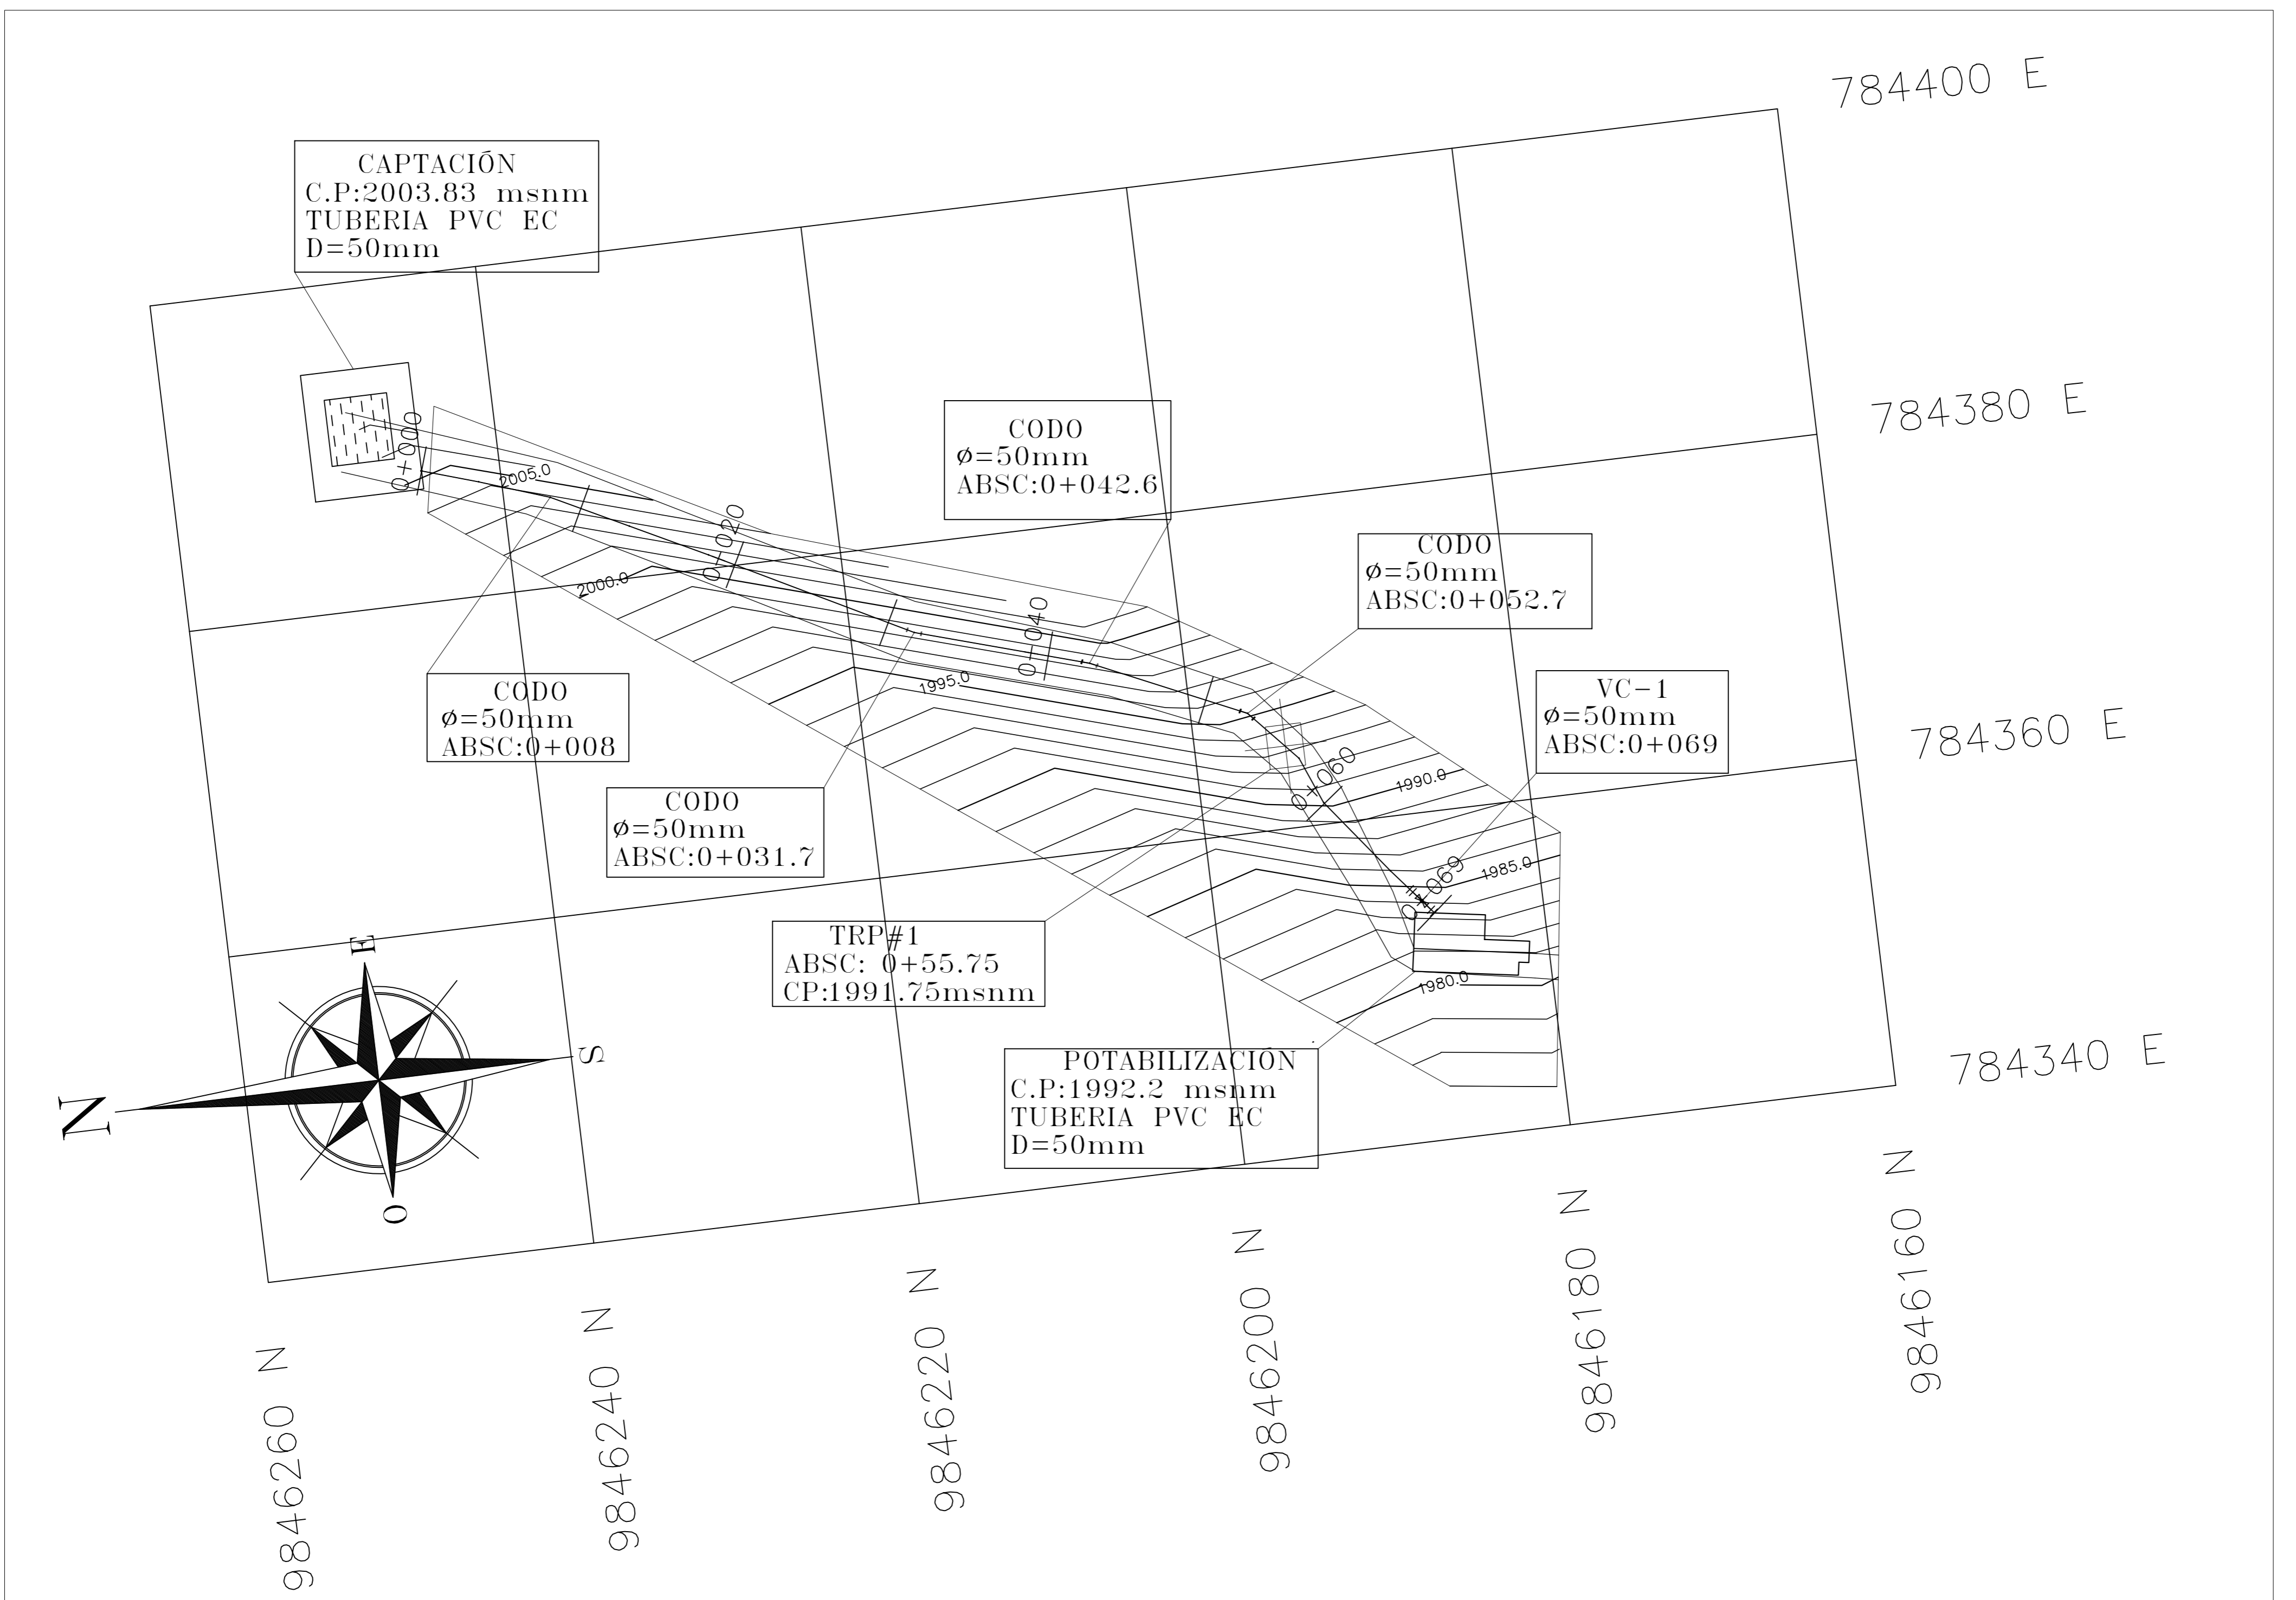 784400 E
CAPTACIÓN
C.P:2003.83 msnm
TUBERIA PVC EC
D=50mm
784380 E
0+000
2005.0
CODO
ø=50mm
ABSC:0+042.6
0-020
CODO
ø=50mm
ABSC:0+052.7
2000.0
0-040
1995.0
CODO
ø=50mm
ABSC:0+008
VC-1
ø=50mm
ABSC:0+069
784360 E
0+060
1990.0
CODO
ø=50mm
ABSC:0+031.7
0+069
1985.0
TRP#1
ABSC: 0+55.75
CP:1991.75msnm
1980.0
POTABILIZACIÓN
C.P:1992.2 msnm
TUBERIA PVC EC
D=50mm
784340 E
E
S
N
O
9846260 N
9846240 N
9846220 N
9846200 N
9846180 N
9846160 N